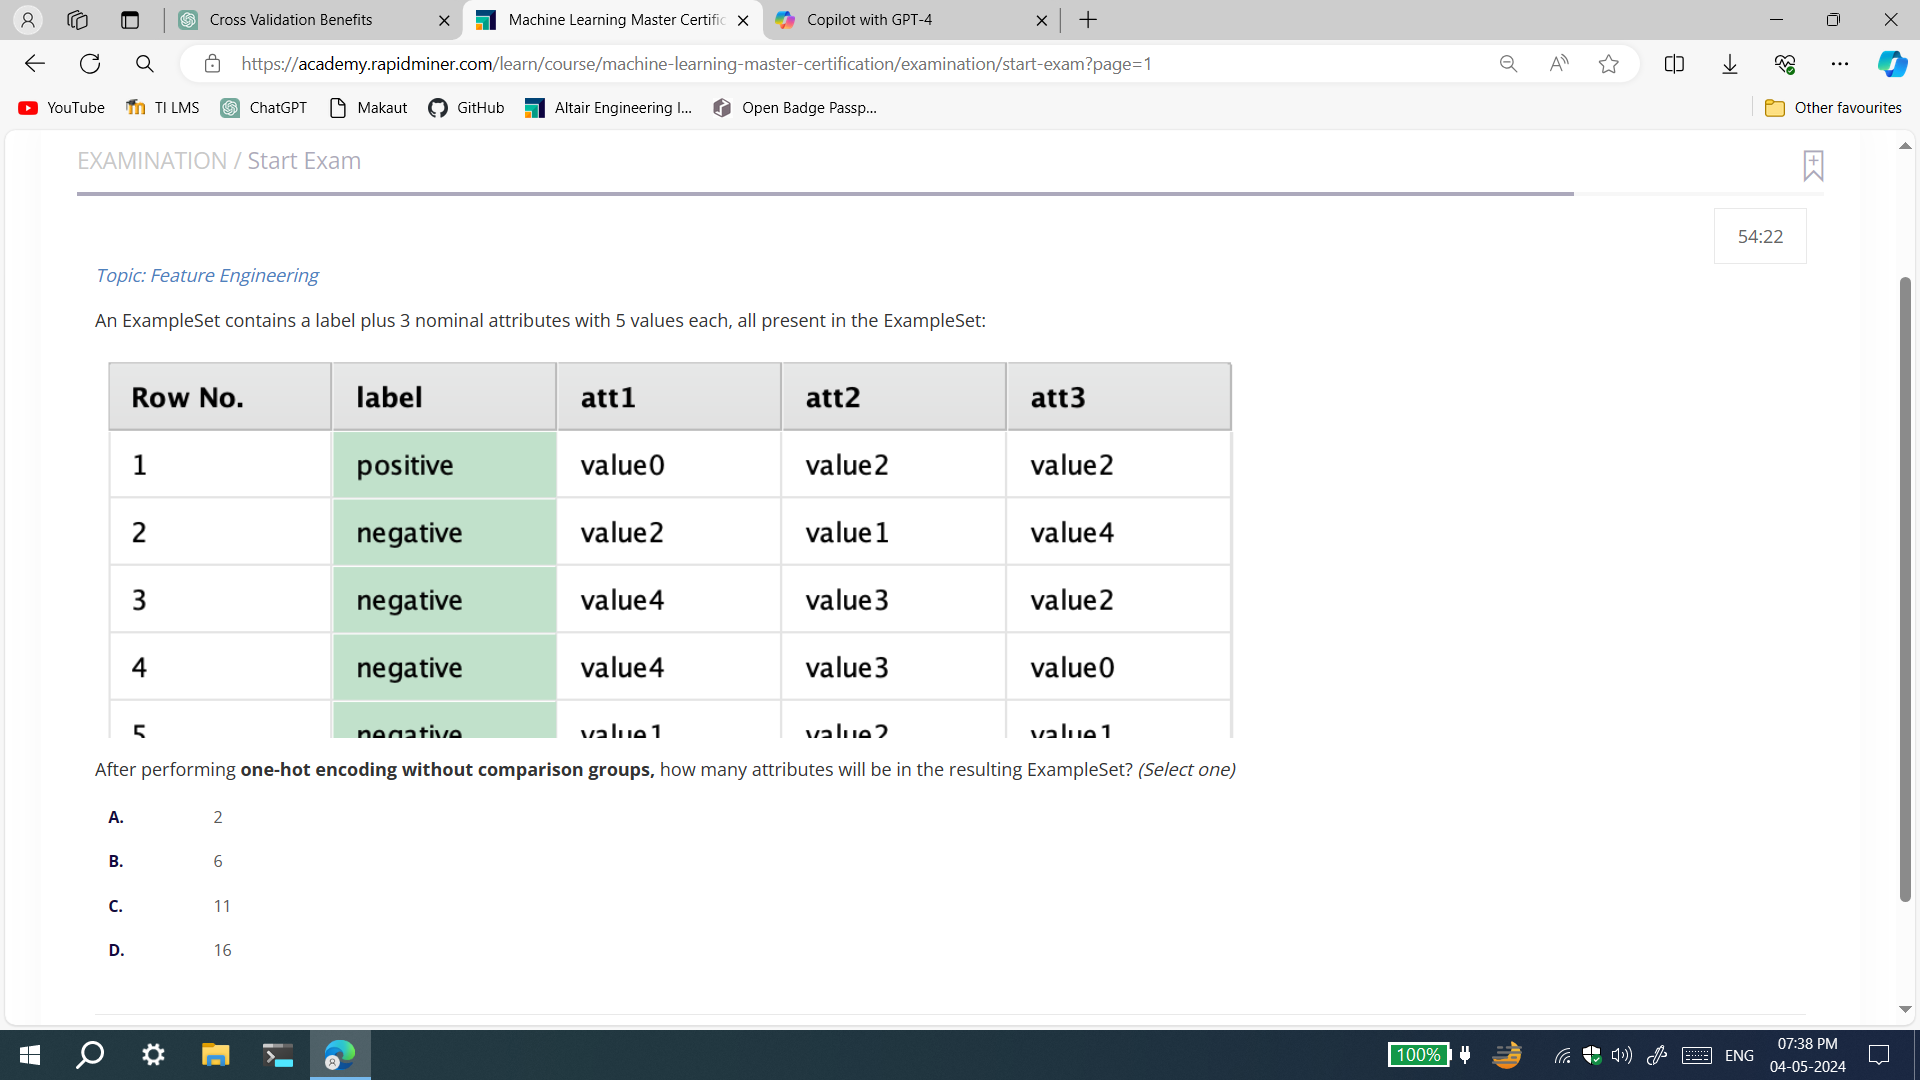 Cross Validation Benefits
Machine Learning Master Certific
Copilot with GPT-4
https://academy.rapidminer.com/learn/course/machine-learning-master-certification/examination/start-exam?page=1
YouTube TI LMS ChatGPT Makaut GitHub Altair Engineering I... Open Badge Passp... Other favourites
EXAMINATION / Start Exam
54:22
Topic: Feature Engineering
An ExampleSet contains a label plus 3 nominal attributes with 5 values each, all present in the ExampleSet:
Row No. label att1 att2 att3
1 positive value0 value2 value2
2 negative value2 value1 value4
3 negative value4 value3 value2
4 negative value4 value3 value0
5 negative value1 value2 value1
After performing one-hot encoding without comparison groups, how many attributes will be in the resulting ExampleSet? (Select one)
A. 2
B. 6
C. 11
D. 16
100% ENG 07:38 PM
04-05-2024